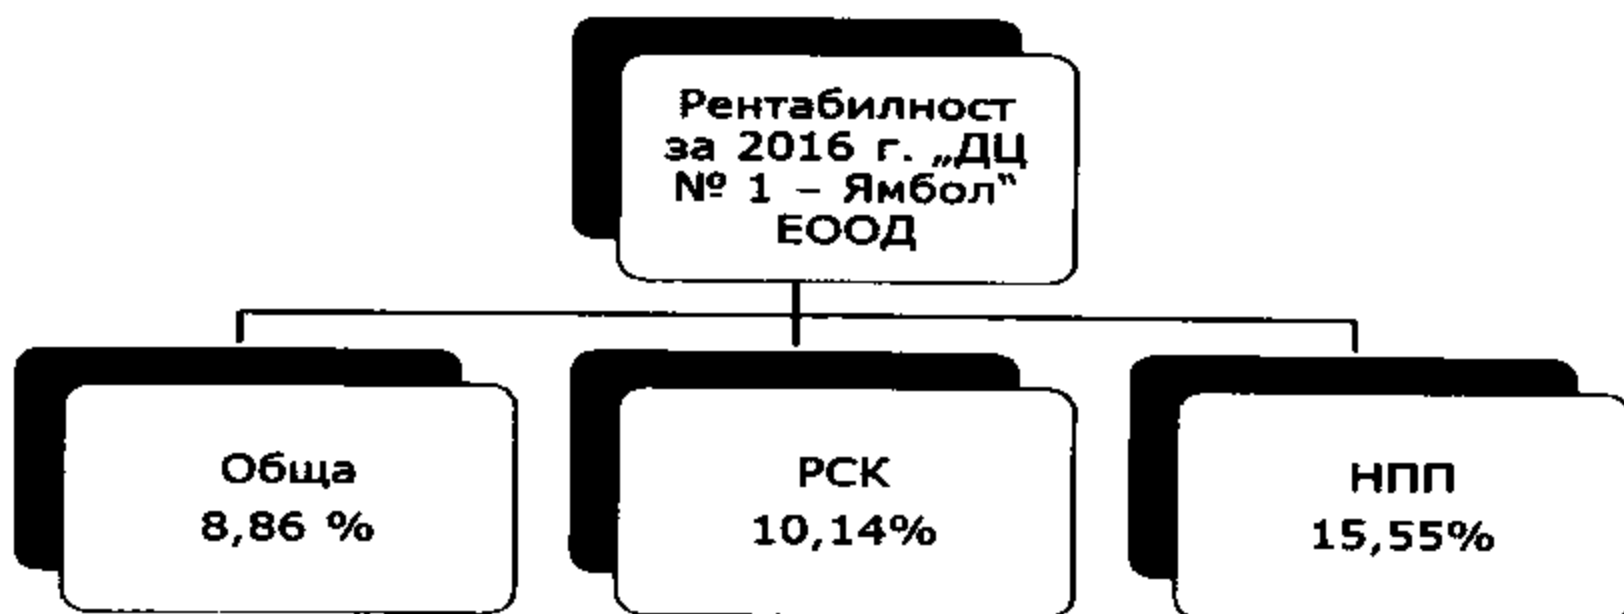 Рентабилност
за 2016 г. „ДЦ
№ 1 – Ямбол“
ЕООД
Обща
8,86 %
РСК
10,14%
НПП
15,55%